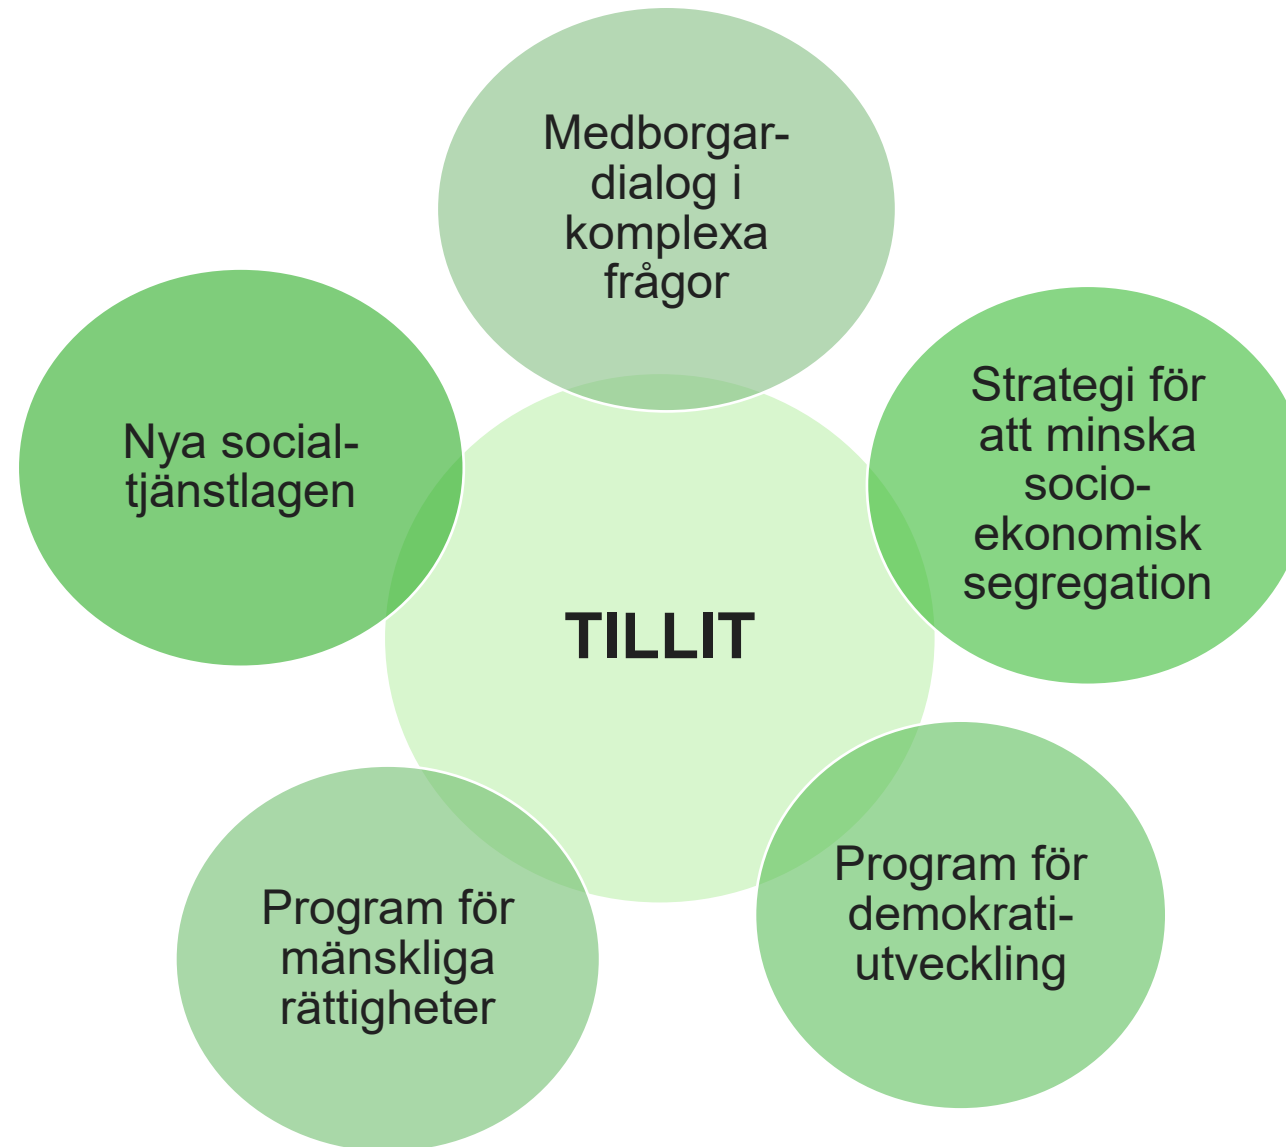 Medborgar-
dialog i
komplexa
frågor
Strategi för
att minska
socio-
ekonomisk
segregation
Nya social-
tjänstlagen
TILLIT
Program för
demokrati-
utveckling
Program för
mänskliga
rättigheter